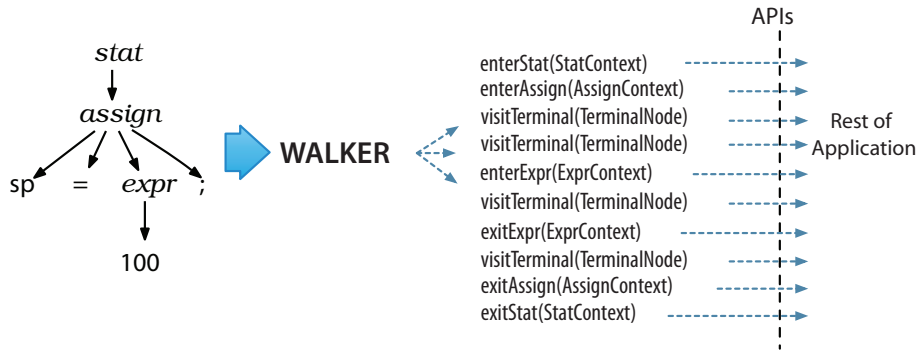 APIs
stat
assign
sp = expr ;
100
WALKER
enterStat(StatContext)
enterAssign(AssignContext)
visitTerminal(TerminalNode)
visitTerminal(TerminalNode)
enterExpr(ExprContext)
visitTerminal(TerminalNode)
exitExpr(ExprContext)
visitTerminal(TerminalNode)
exitAssign(AssignContext)
exitStat(StatContext)
Rest of
Application